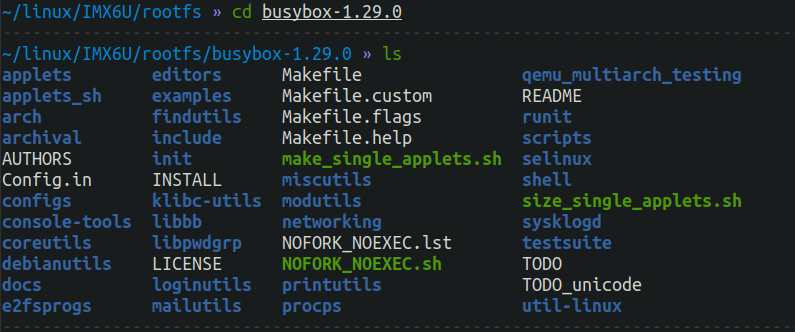 ~/linux/IMX6U/rootfs » cd busybox-1.29.0
~/linux/IMX6U/rootfs/busybox-1.29.0 » ls
applets editors Makefile qemu_multiarch_testing
applets_sh examples Makefile.custom README
arch findutils Makefile.flags runit
archival include Makefile.help scripts
AUTHORS init make_single_applets.sh selinux
Config.in INSTALL miscutils shell
configs klibc-utils modutils size_single_applets.sh
console-tools libbb networking sysklogd
coreutils libpwdgrp NOFORK_NOEXEC.lst testsuite
debianutils LICENSE NOFORK_NOEXEC.sh TODO
docs loginutils printutils TODO_unicode
e2fsprogs mailutils procps util-linux